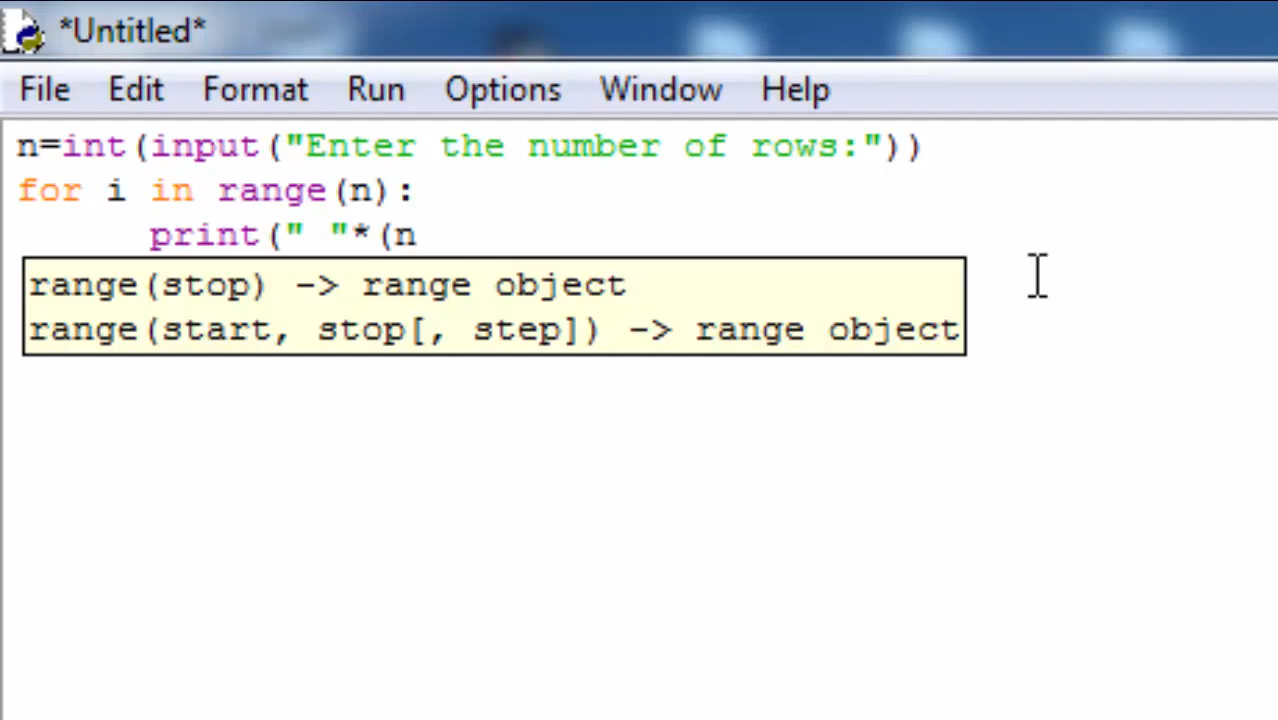 *Untitled*
File Edit Format Run Options Window Help
n=int(input("Enter the number of rows:"))
for i in range(n):
      print(" "*(n
range(stop) -> range object
range(start, stop[, step]) -> range object